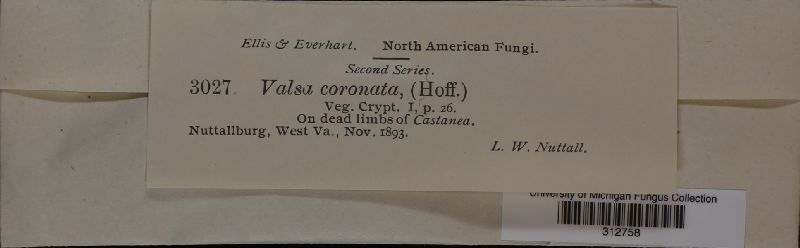 Ellis & Everhart. North American Fungi.
Second Series.
3027. Valsa coronata, (Hoff.)
Veg. Crypt. I, p. 26.
On dead limbs of Castanea.
Nuttallburg, West Va., Nov. 1893.
L. W. Nuttall.
University of Michigan Fungus Collection
312758